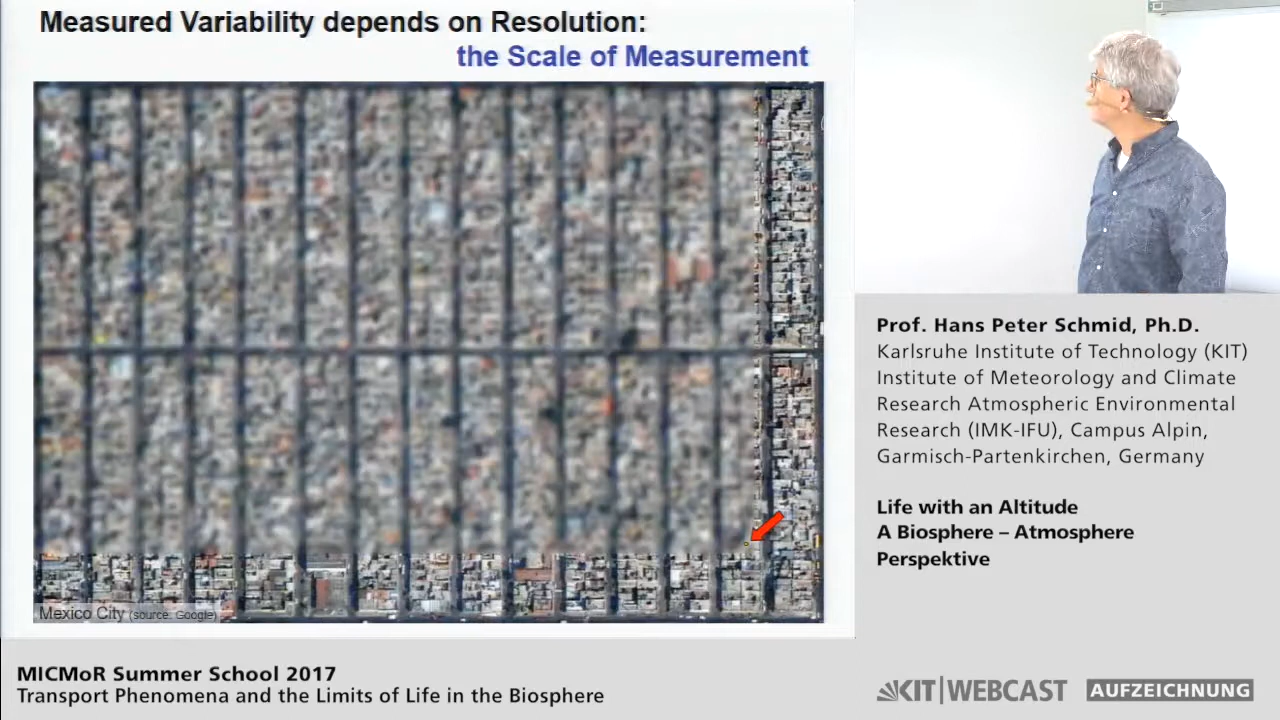 Measured Variability depends on Resolution:
the Scale of Measurement
Mexico City (source: Google)
Prof. Hans Peter Schmid, Ph.D.
Karlsruhe Institute of Technology (KIT)
Institute of Meteorology and Climate
Research Atmospheric Environmental
Research (IMK-IFU), Campus Alpin,
Garmisch-Partenkirchen, Germany
Life with an Altitude
A Biosphere – Atmosphere
Perspektive
MICMoR Summer School 2017
Transport Phenomena and the Limits of Life in the Biosphere
KIT|WEBCAST AUFZEICHNUNG